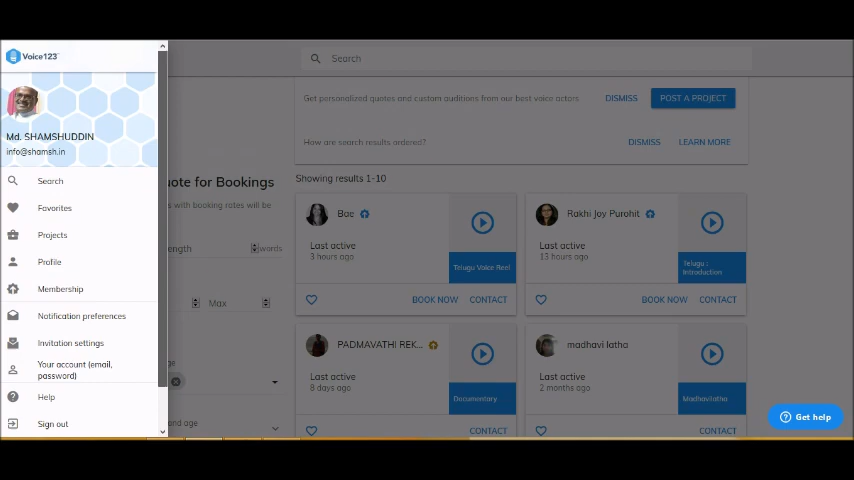 Voice123
Md. SHAMSHUDDIN
info@shamsh.in
Search
Favorites
Projects
Profile
Membership
Notification preferences
Invitation settings
Your account (email,
password)
Help
Sign out
Search
Get personalized quotes and custom auditions from our best voice actors
DISMISS
POST A PROJECT
How are search results ordered?
DISMISS
LEARN MORE
uote for Bookings
s with booking rates will be
ength
words
Max
ge
ond age
Showing results 1-10
Bae
Last active
3 hours ago
Telugu Voice Reel
BOOK NOW
CONTACT
Rakhi Joy Purohit
Last active
13 hours ago
Telugu :
Introduction
BOOK NOW
CONTACT
PADMAVATHI REK...
Last active
8 days ago
Documentary
CONTACT
madhavi latha
Last active
2 months ago
Madhavilatha
CONTACT
Get help